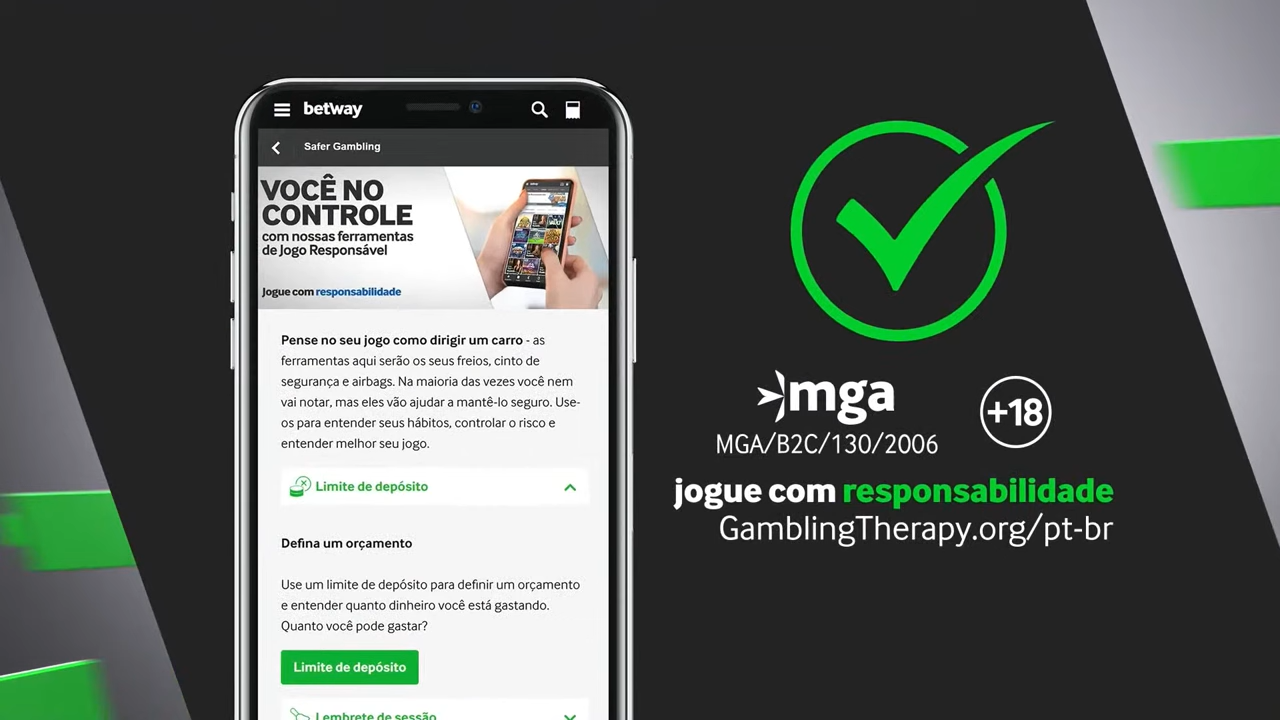 betway
Safer Gambling
VOCÊ NO
CONTROLE
com nossas ferramentas
de Jogo Responsável
Jogue com responsabilidade
Pense no seu jogo como dirigir um carro - as
ferramentas aqui serão os seus freios, cinto de
segurança e airbags. Na maioria das vezes você nem
vai notar, mas eles vão ajudar a mantê-lo seguro. Use-
os para entender seus hábitos, controlar o risco e
entender melhor seu jogo.
Limite de depósito
Defina um orçamento
Use um limite de depósito para definir um orçamento
e entender quanto dinheiro você está gastando.
Quanto você pode gastar?
Limite de depósito
Lembrete de sessão
mga
MGA/B2C/130/2006
+18
jogue com responsabilidade
GamblingTherapy.org/pt-br